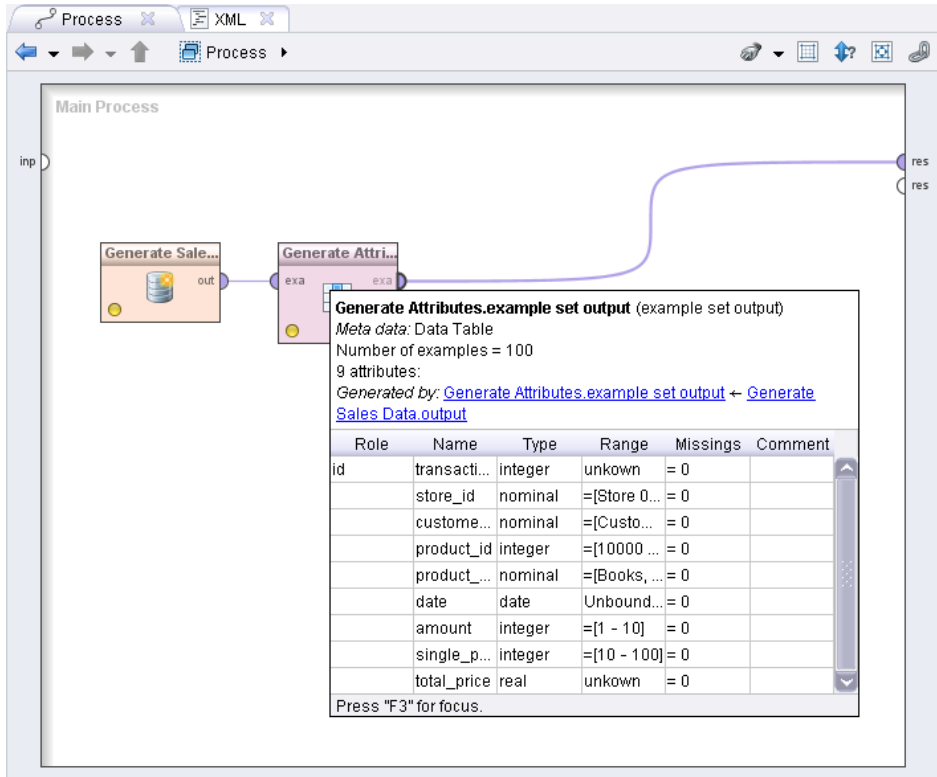 Process
XML
Process
Main Process
inp
res
res
Generate Sale...
out
Generate Attri...
exa
exa
Generate Attributes.example set output (example set output)
Meta data: Data Table
Number of examples = 100
9 attributes:
Generated by: Generate Attributes.example set output ← Generate
Sales Data.output
Role Name Type Range Missings Comment
id transacti... integer unkown = 0
store_id nominal =[Store 0... = 0
custome... nominal =[Custo... = 0
product_id integer =[10000 ... = 0
product_... nominal =[Books, ... = 0
date date Unbound... = 0
amount integer =[1 - 10] = 0
single_p... integer =[10 - 100] = 0
total_price real unkown = 0
Press "F3" for focus.